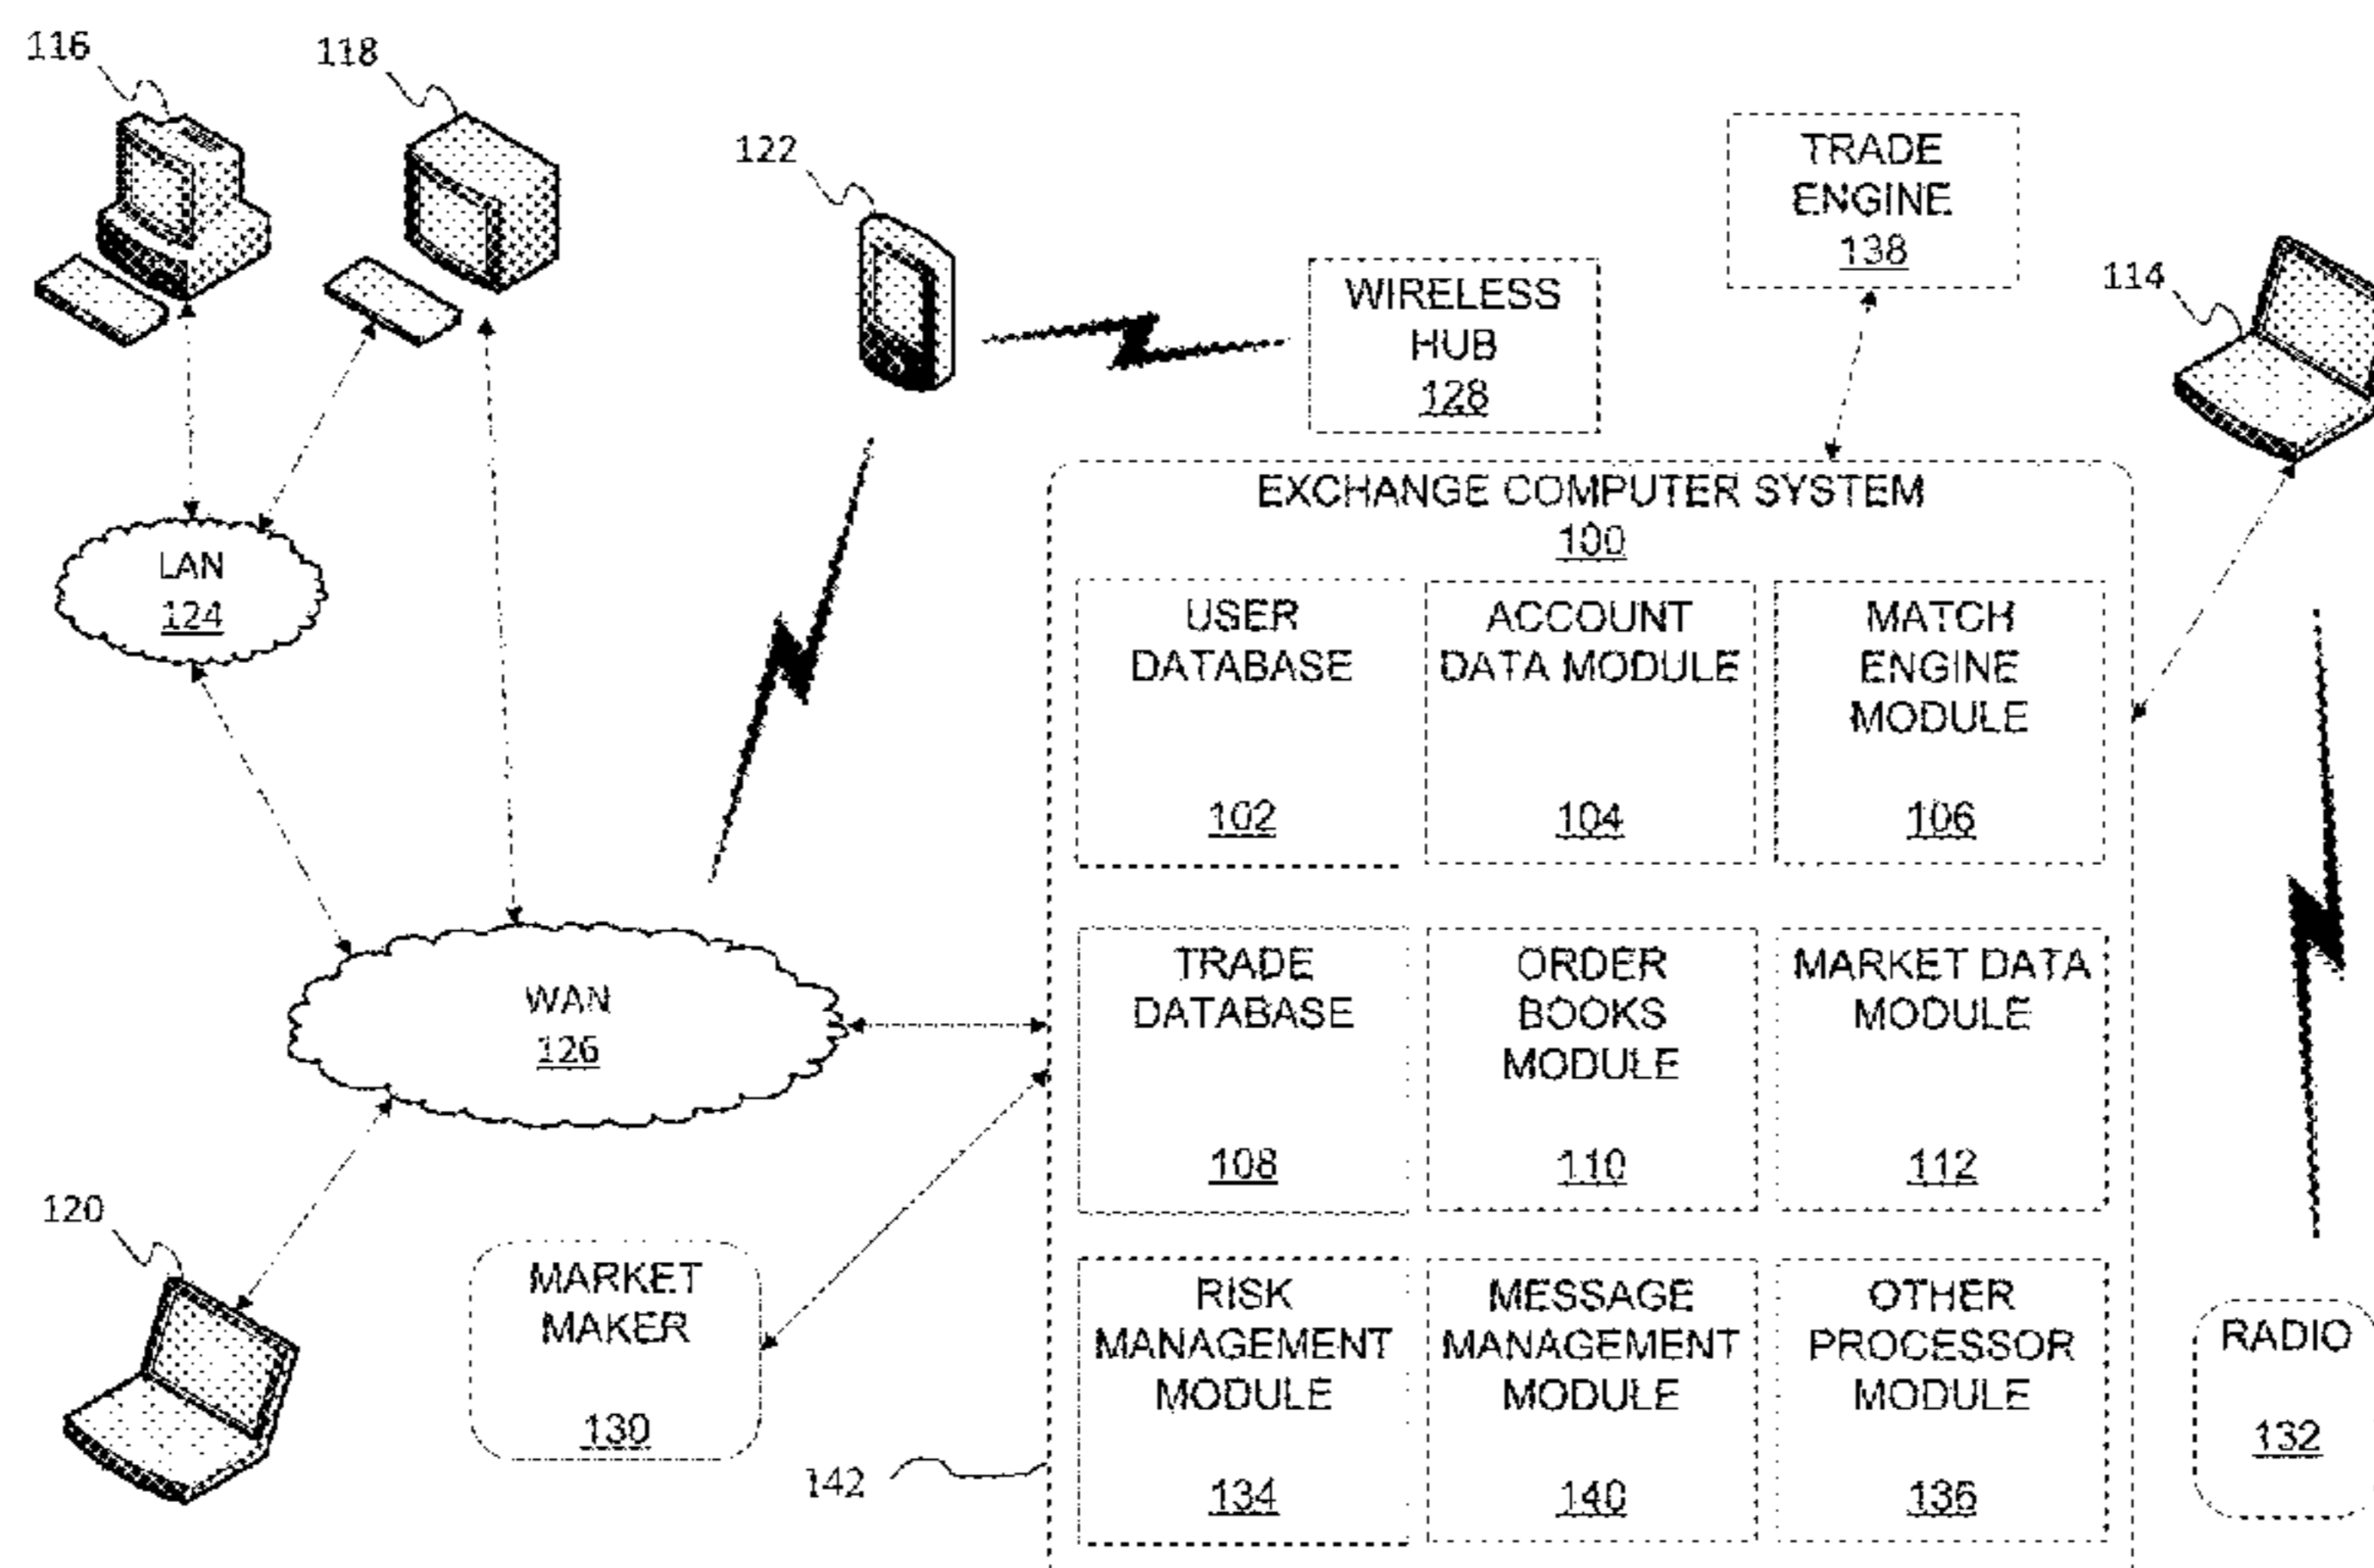 116
118
122
TRADE
ENGINE
138
114
WIRELESS
HUB
128
EXCHANGE COMPUTER SYSTEM
100
LAN
124
USER
DATABASE
102
ACCOUNT
DATA MODULE
104
MATCH
ENGINE
MODULE
106
WAN
126
TRADE
DATABASE
108
ORDER
BOOKS
MODULE
110
MARKET DATA
MODULE
112
120
MARKET
MAKER
130
142
RISK
MANAGEMENT
MODULE
134
MESSAGE
MANAGEMENT
MODULE
140
OTHER
PROCESSOR
MODULE
136
RADIO
132